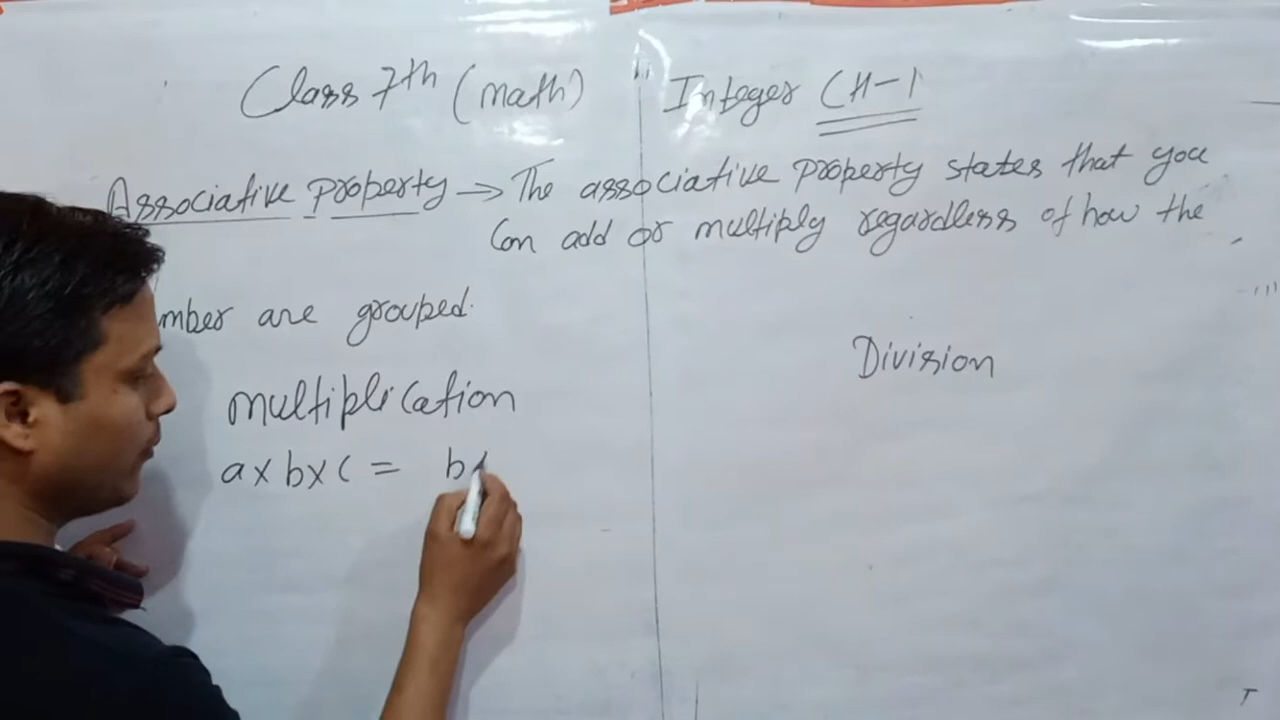 Class 7th (math) Integer CH-1
Associative property → The associative property states that you
Can add or multiply regardless of how the
mber are grouped.
multiplication
Division
a x b x c = b